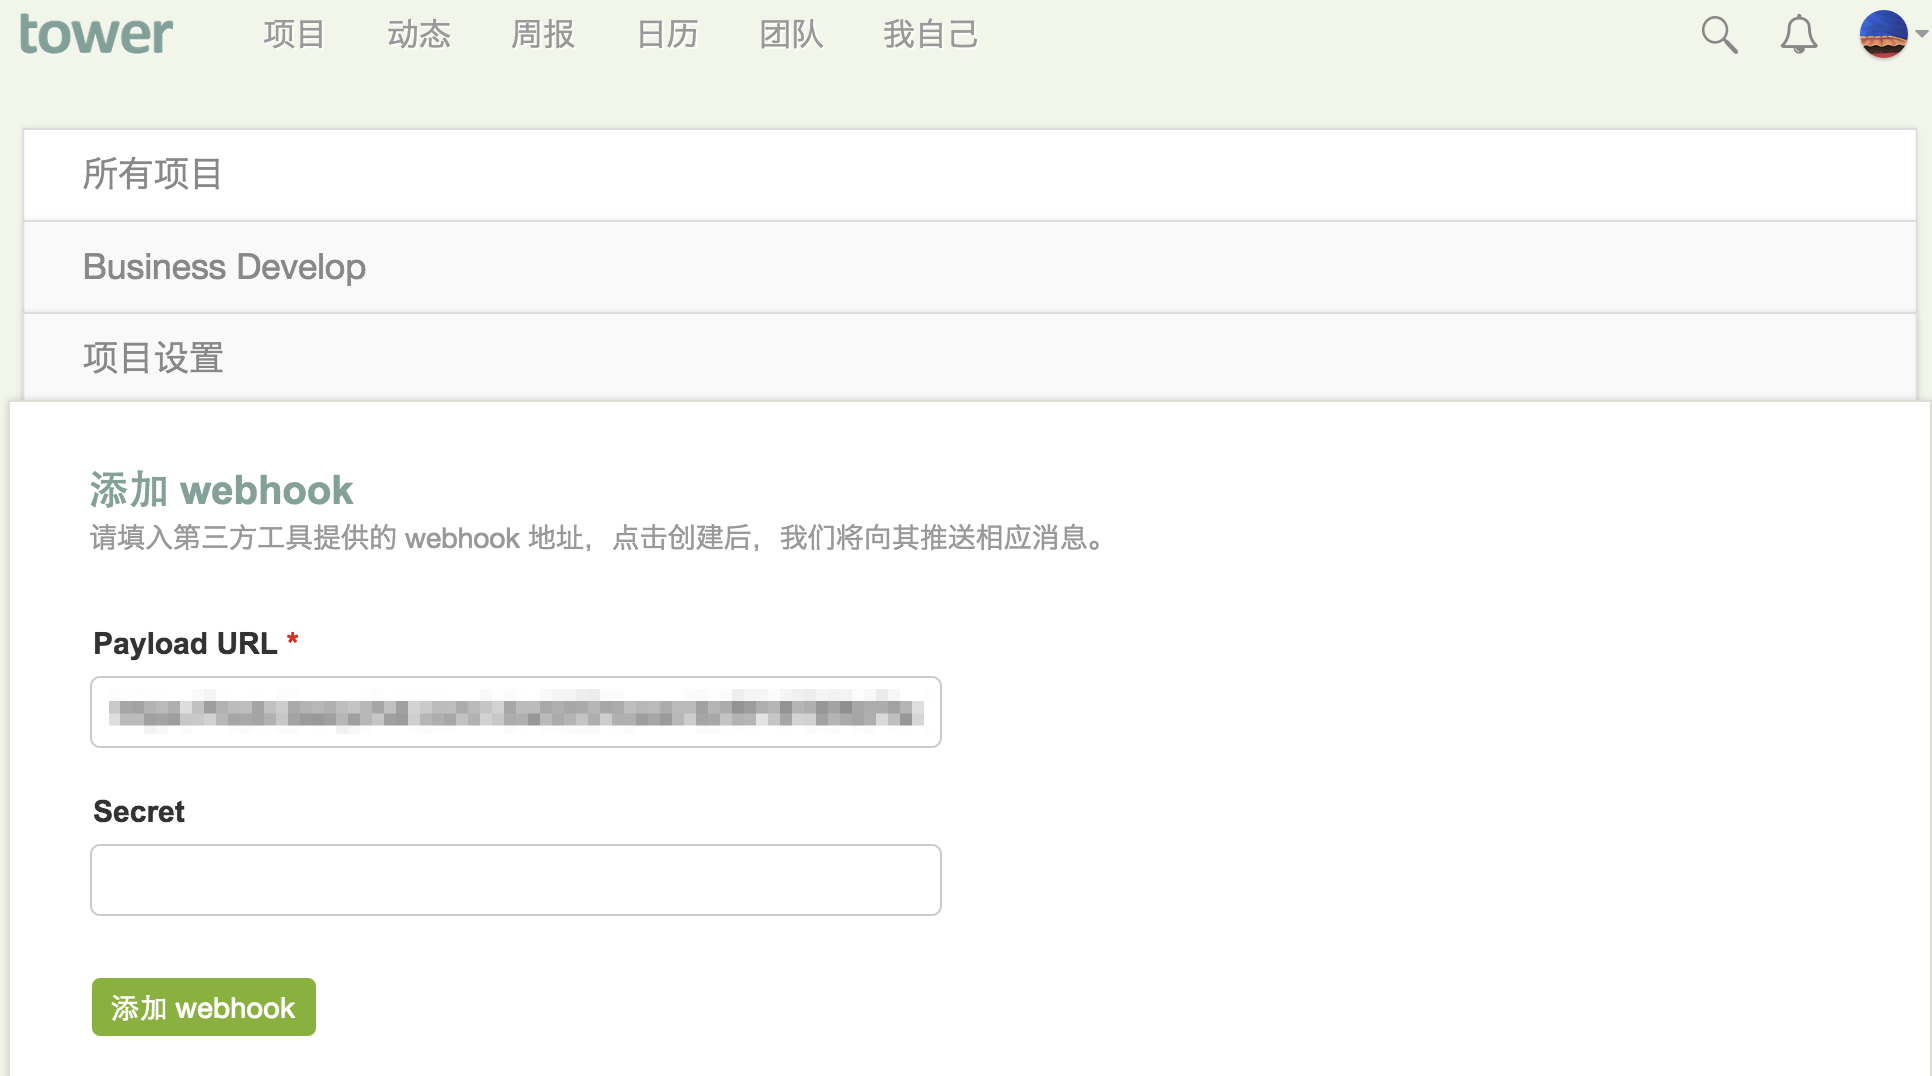 tower 项目 动态 周报 日历 团队 我自己
所有项目
Business Develop
项目设置
添加 webhook
请填入第三方工具提供的 webhook 地址，点击创建后，我们将向其推送相应消息。
Payload URL *
Secret
添加 webhook